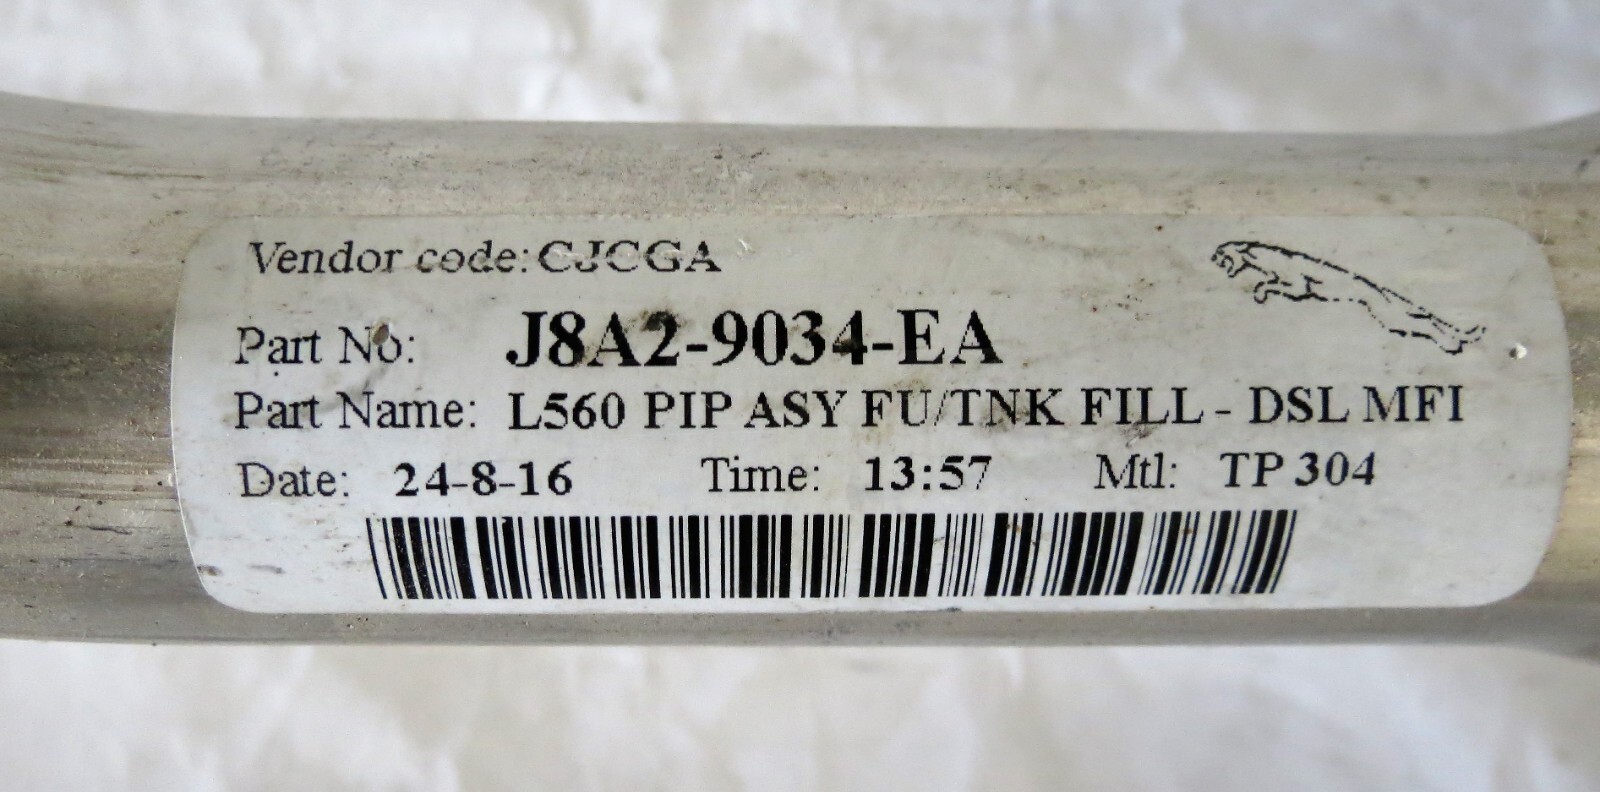 Vendor code: CJCGA
Part No: J8A2-9034-EA
Part Name: L560 PIP ASY FU/TNK FILL - DSL MFI
Date: 24-8-16 Time: 13:57 Mtl: TP 304